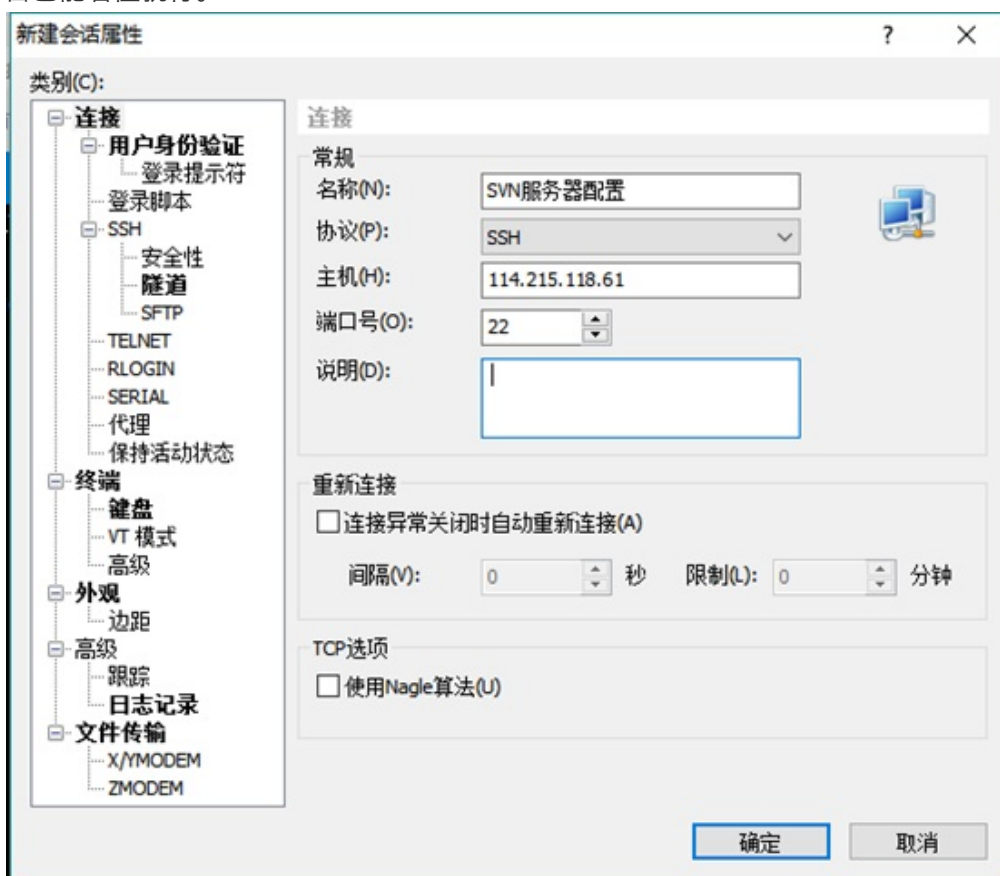 新建会话属性 ? ×
类别(C):
连接
用户身份验证
登录提示符
登录脚本
SSH
安全性
隧道
SFTP
TELNET
RLOGIN
SERIAL
代理
保持活动状态
终端
键盘
VT 模式
高级
外观
边距
高级
跟踪
日志记录
文件传输
X/YMODEM
ZMODEM
连接
常规
名称(N): SVN服务器配置
协议(P): SSH
主机(H): 114.215.118.61
端口号(O): 22
说明(D):
重新连接
连接异常关闭时自动重新连接(A)
间隔(V): 0 秒 限制(L): 0 分钟
TCP选项
使用Nagle算法(U)
确定 取消